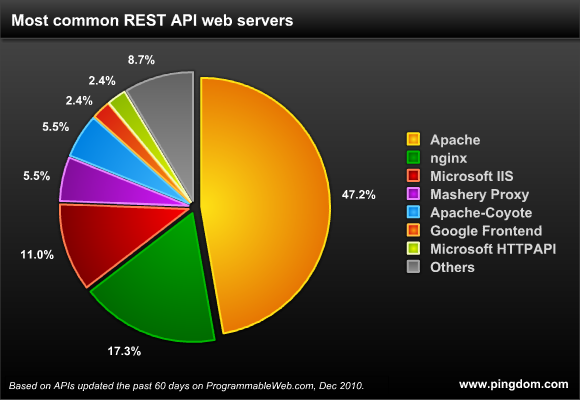 Most common REST API web servers
8.7%
2.4%
2.4%
5.5%
5.5%
11.0%
17.3%
47.2%
Apache
nginx
Microsoft IIS
Mashery Proxy
Apache-Coyote
Google Frontend
Microsoft HTTPAPI
Others
Based on APIs updated the past 60 days on ProgrammableWeb.com, Dec 2010.
www.pingdom.com